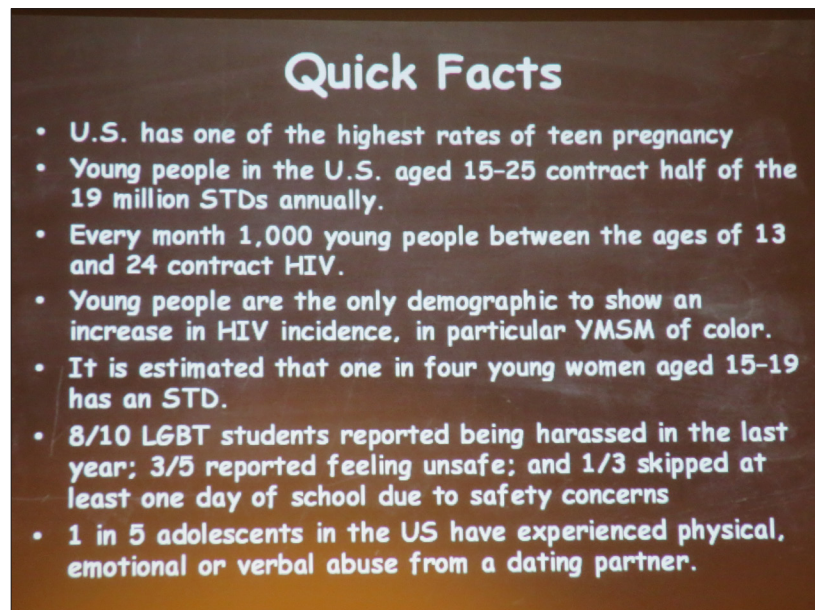 Quick Facts
• U.S. has one of the highest rates of teen pregnancy
• Young people in the U.S. aged 15-25 contract half of the
19 million STDs annually.
• Every month 1,000 young people between the ages of 13
and 24 contract HIV.
• Young people are the only demographic to show an
increase in HIV incidence, in particular YMSM of color.
• It is estimated that one in four young women aged 15-19
has an STD.
• 8/10 LGBT students reported being harassed in the last
year; 3/5 reported feeling unsafe; and 1/3 skipped at
least one day of school due to safety concerns
• 1 in 5 adolescents in the US have experienced physical,
emotional or verbal abuse from a dating partner.